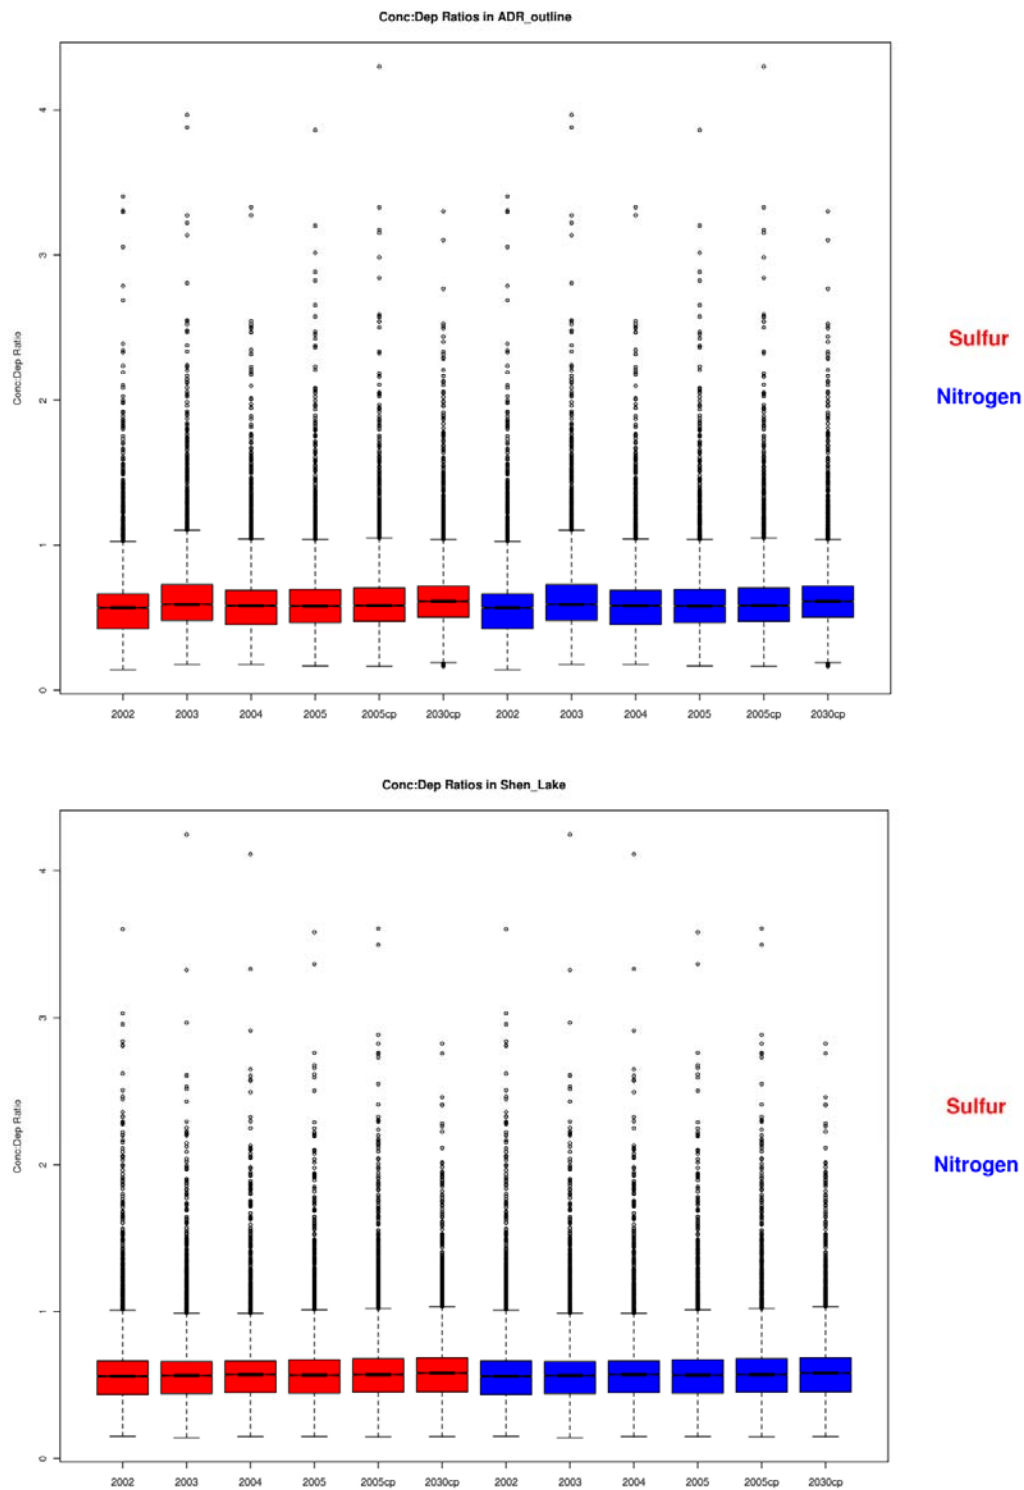 Conc:Dep Ratios in ADR_outline
4
3
2
1
0
Conc:Dep Ratio
2002 2003 2004 2005 2005cp 2030cp 2002 2003 2004 2005 2005cp 2030cp
Sulfur
Nitrogen
Conc:Dep Ratios in Shen_Lake
4
3
2
1
0
Conc:Dep Ratio
2002 2003 2004 2005 2005cp 2030cp 2002 2003 2004 2005 2005cp 2030cp
Sulfur
Nitrogen